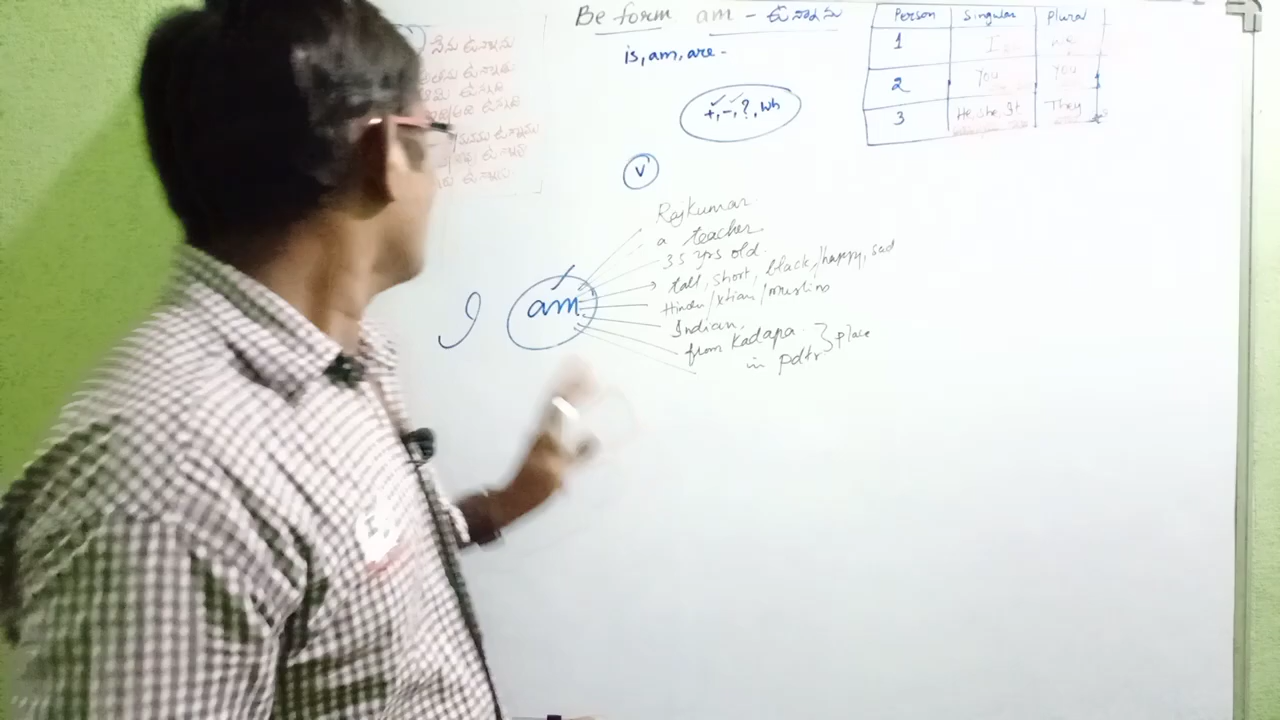 Be form am - ఉన్నాను
is, am, are -
+, -, ?, wh
Person Singular Plural
1 I we
2 You You
3 He, she, It They
నేను ఉన్నాను
V
I am
Rajkumar
a teacher
35 yrs old.
tall, short, black/happy, sad
Hindu/xtian/muslims
Indian.
from Kadapa.
in pdtr
place